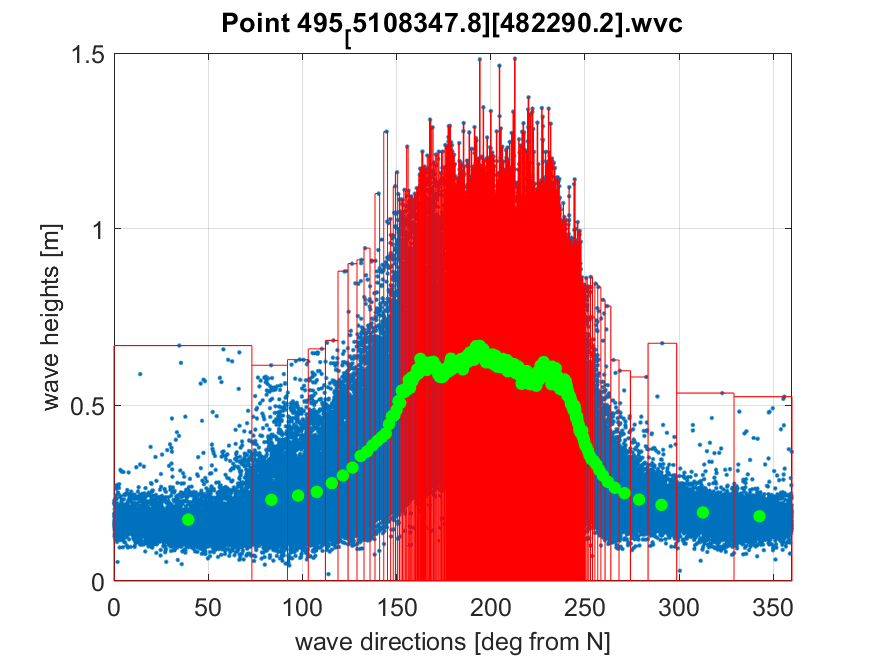 Point 495[5108347.8][482290.2].wvc
1.5
1
0.5
0
wave heights [m]
0 50 100 150 200 250 300 350
wave directions [deg from N]